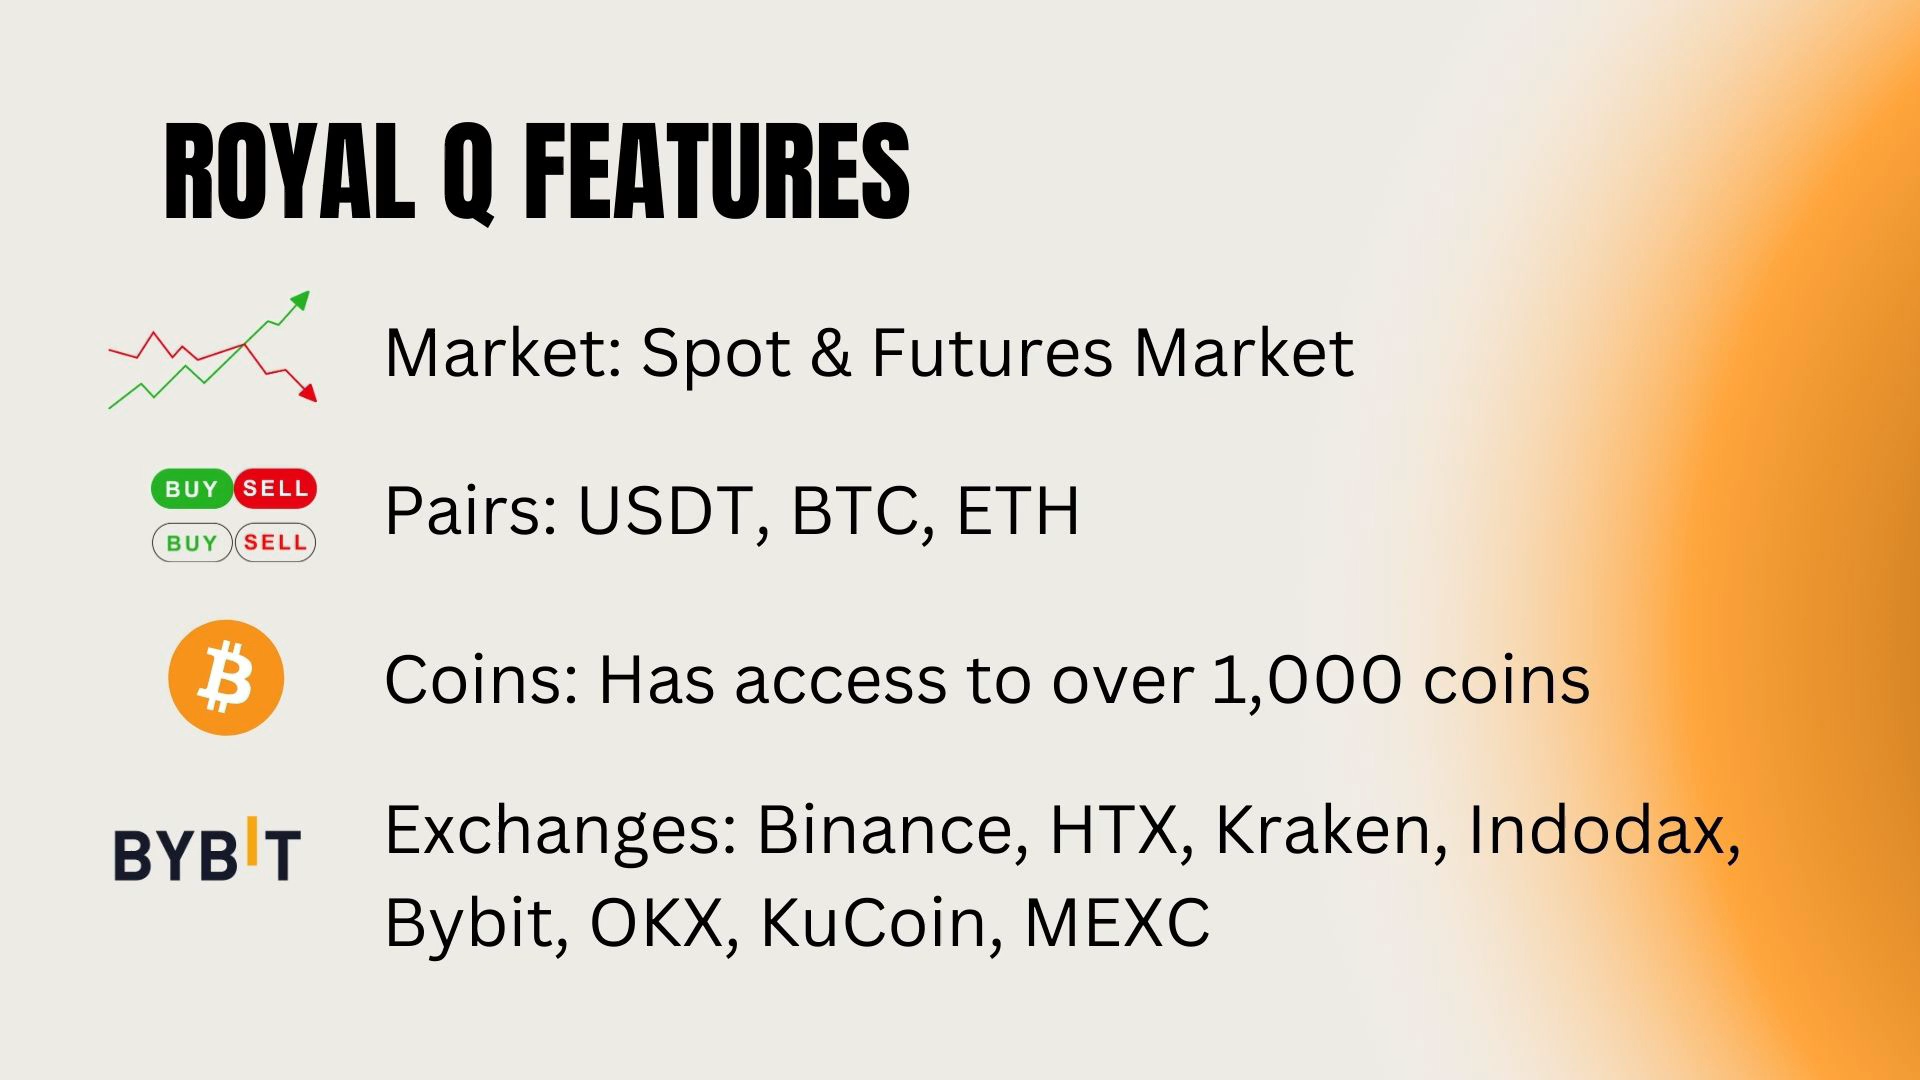 ROYAL Q FEATURES
Market: Spot & Futures Market
BUY SELL
BUY SELL
Pairs: USDT, BTC, ETH
Coins: Has access to over 1,000 coins
BYBIT
Exchanges: Binance, HTX, Kraken, Indodax,
Bybit, OKX, KuCoin, MEXC